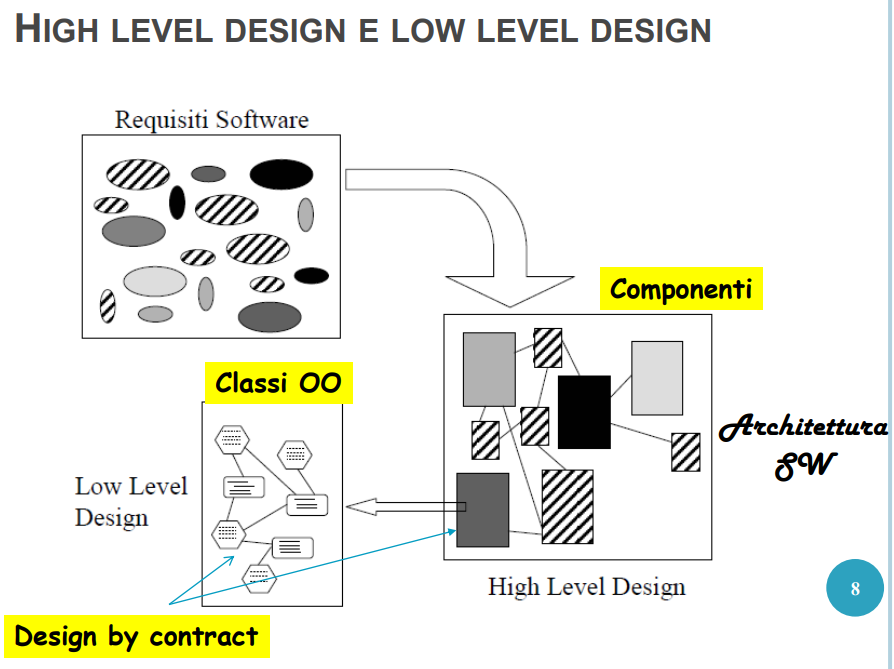 HIGH LEVEL DESIGN E LOW LEVEL DESIGN
Requisiti Software
Componenti
Classi OO
Architettura
SW
Low Level
Design
High Level Design
8
Design by contract